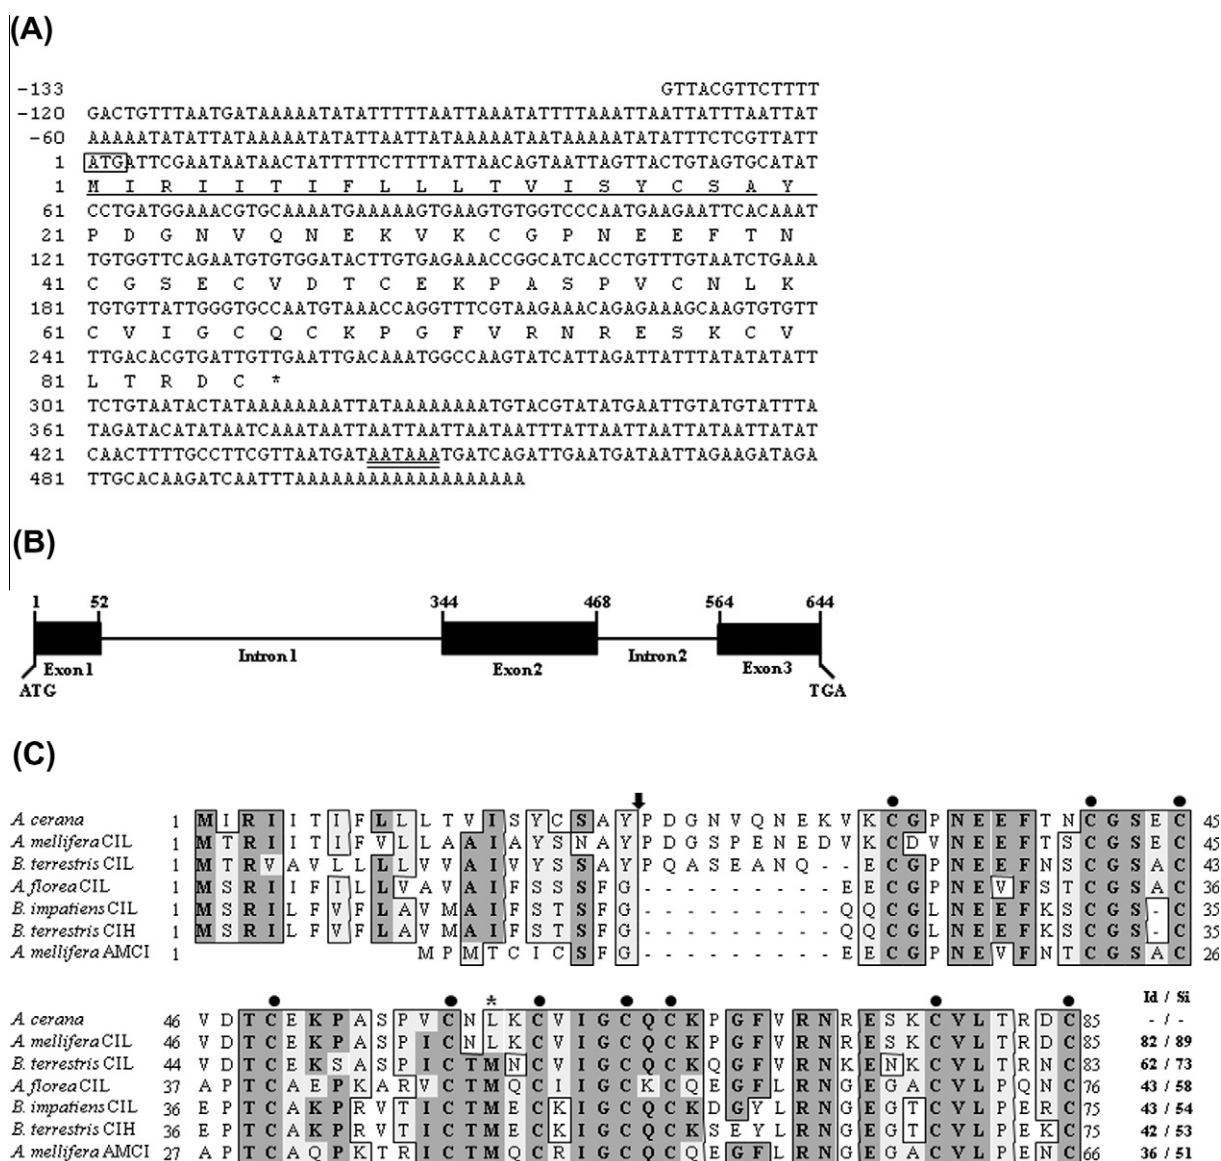 (A)
-133 GTTACGTTCTTTT
-120 GACTGTTTAATGATAAAAATATATTTTTAATTAAATATTTTAAATTAATTATTTAATTAT
-60 AAAAATATATTATAAAAATATATTAATTATAAAAATAATAAAAATATATTTCTCGTTATT
1 ATGATTCGAATAATAACTATTTTTCTTTTATTAACAGTAATTAGTTACTGTAGTGCATAT
1 M I R I I T I F L L L T V I S Y C S A Y
61 CCTGATGGAAACGTGCAAAATGAAAAAGTGAAGTGTGGTCCCAATGAAGAATTCACAAAT
21 P D G N V Q N E K V K C G P N E E F T N
121 TGTGGTTCAGAATGTGTGGATACTTGTGAGAAACCGGCATCACCTGTTTGTAATCTGAAA
41 C G S E C V D T C E K P A S P V C N L K
181 TGTGTTATTGGGTGCCAATGTAAACCAGGTTTCGTAAGAAACAGAGAAAGCAAGTGTGTT
61 C V I G C Q C K P G F V R N R E S K C V
241 TTGACACGTGATTGTTGAATTGACAAATGGCCAAGTATCATTAGATTATTTATATATATT
81 L T R D C *
301 TCTGTAATACTATAAAAAAAATTATAAAAAAAATGTACGTATATGAATTGTATGTATTTA
361 TAGATACATATAATCAAATAATTAATTAATTAATAATTTATTAATTAATTATAATTATAT
421 CAACTTTTGCCTTCGTTAATGATAATAAATGATCAGATTGAATGATAATTAGAAGATAGA
481 TTGCACAAGATCAATTTAAAAAAAAAAAAAAAAAAA
(B)
1 52 344 468 564 644
Exon1 Intron1 Exon2 Intron2 Exon3
ATG TGA
(C)
A cerana 1 M I R I I T I F L L L T V I S Y C S A Y P D G N V Q N E K V K C G P N E E F T N C G S E C 45
A mellifera CIL 1 M T R I I T I F V L L A A I A Y S N A Y P D G S P E N E D V K C D V N E E F T S C G S E C 45
B. terrestris CIL 1 M T R V A V L L L L V V A I V Y S S A Y P Q A S E A N Q - - E C G P N E E F N S C G S A C 43
A florea CIL 1 M S R I I F I L L V A V A I F S S S F G - - - - - - - - - E E C G P N E V F S T C G S A C 36
B. impatiens CIL 1 M S R I L F V F L A V M A I F S T S F G - - - - - - - - - Q Q C G L N E E F K S C G S - C 35
B. terrestris CIH 1 M S R I L F V F L A V M A I F S T S F G - - - - - - - - - Q Q C G L N E E F K S C G S - C 35
A mellifera AMCI 1 M P M T C I C S F G - - - - - - - - - E E C G P N E V F N T C G S A C 26
* Id / Si
A cerana 46 V D T C E K P A S P V C N L K C V I G C Q C K P G F V R N R E S K C V L T R D C 85 - / -
A mellifera CIL 46 V D T C E K P A S P I C N L K C V I G C Q C K P G F V R N R E S K C V L T R D C 85 82 / 89
B. terrestris CIL 44 V D T C E K S A S P I C T M N C V I G C Q C K Q G F V R N K E N K C V L T R D C 83 62 / 73
A florea CIL 37 A P T C A E P K A R V C T M Q C I I G C K C Q E G F L R N G E G A C V L P Q N C 76 43 / 58
B. impatiens CIL 36 E P T C A K P R V T I C T M E C K I G C Q C K D G Y L R N G E G T C V L P E R C 75 43 / 54
B. terrestris CIH 36 E P T C A K P R V T I C T M E C K I G C Q C K S E Y L R N G E G T C V L P E K C 75 42 / 53
A mellifera AMCI 27 A P T C A Q P K T R I C T M Q C R I G C Q C Q E G F L R N G E G A C V L P E N C 66 36 / 51